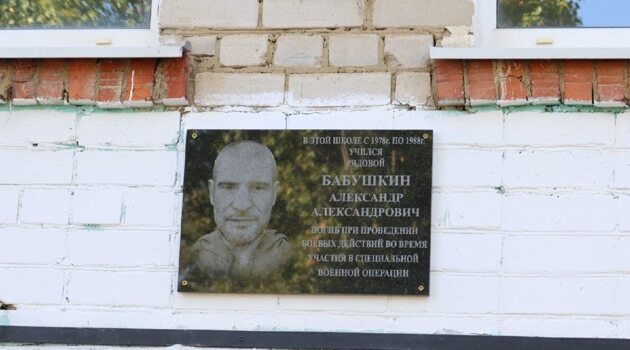 В ЭТОЙ ШКОЛЕ С 1978г. ПО 1988г.
УЧИЛСЯ
РЯДОВОЙ
БАБУШКИН
АЛЕКСАНДР
АЛЕКСАНДРОВИЧ
ПОГИБ ПРИ ПРОВЕДЕНИИ
БОЕВЫХ ДЕЙСТВИЙ ВО ВРЕМЯ
УЧАСТИЯ В СПЕЦИАЛЬНОЙ
ВОЕННОЙ ОПЕРАЦИИ